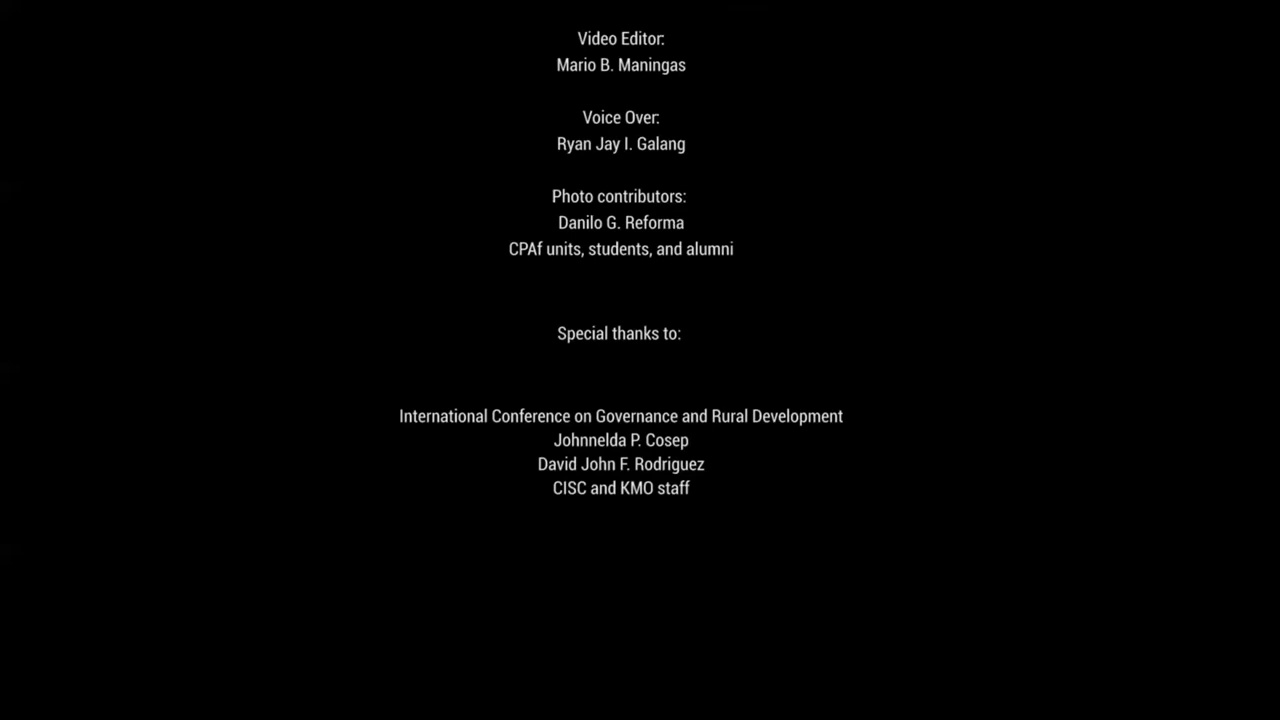 Video Editor:
Mario B. Maningas
Voice Over:
Ryan Jay I. Galang
Photo contributors:
Danilo G. Reforma
CPAf units, students, and alumni
Special thanks to:
International Conference on Governance and Rural Development
Johnnelda P. Cosep
David John F. Rodriguez
CISC and KMO staff